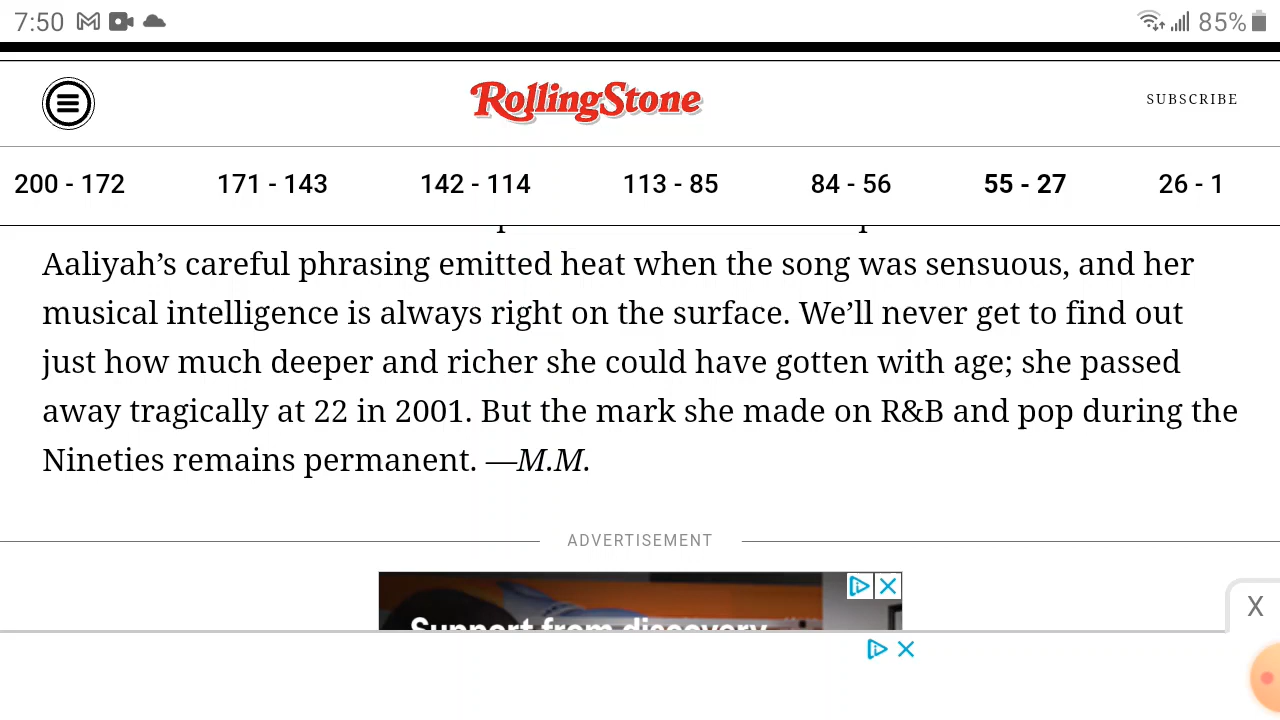 7:50 85%
RollingStone
SUBSCRIBE
200 - 172 171 - 143 142 - 114 113 - 85 84 - 56 55 - 27 26 - 1
Aaliyah’s careful phrasing emitted heat when the song was sensuous, and her
musical intelligence is always right on the surface. We’ll never get to find out
just how much deeper and richer she could have gotten with age; she passed
away tragically at 22 in 2001. But the mark she made on R&B and pop during the
Nineties remains permanent. —M.M.
ADVERTISEMENT
Support from discovery
X